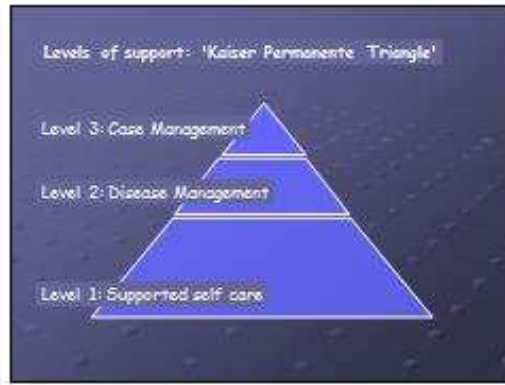 Levels of support: 'Kaiser Permanente Triangle'
Level 3: Case Management
Level 2: Disease Management
Level 1: Supported self care